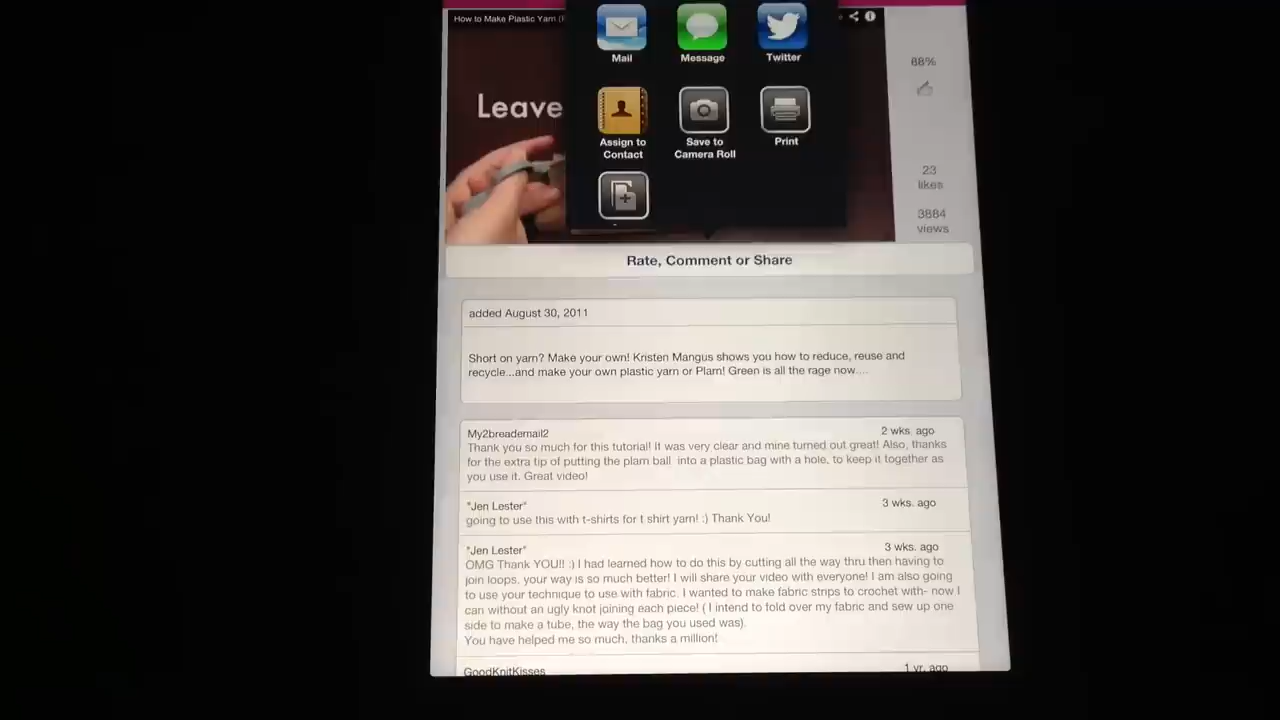 How to Make Plastic Yarn
Mail
Message
Twitter
Leave
88%
Assign to
Contact
Save to
Camera Roll
Print
23
likes
3884
views
Rate, Comment or Share
added August 30, 2011
Short on yarn? Make your own! Kristen Mangus shows you how to reduce, reuse and
recycle...and make your own plastic yarn or Plarn! Green is all the rage now....
My2breademail2
2 wks. ago
Thank you so much for this tutorial! It was very clear and mine turned out great! Also, thanks
for the extra tip of putting the plarn ball into a plastic bag with a hole, to keep it together as
you use it. Great video!
*Jen Lester*
3 wks. ago
going to use this with t-shirts for t shirt yarn! :) Thank You!
*Jen Lester*
3 wks. ago
OMG Thank YOU!! :) I had learned how to do this by cutting all the way thru then having to
join loops, your way is so much better! I will share your video with everyone! I am also going
to use your technique to use with fabric. I wanted to make fabric strips to crochet with- now I
can without an ugly knot joining each piece! ( I intend to fold over my fabric and sew up one
side to make a tube, the way the bag you used was).
You have helped me so much, thanks a million!
GoodKnitKisses
1 yr. ago